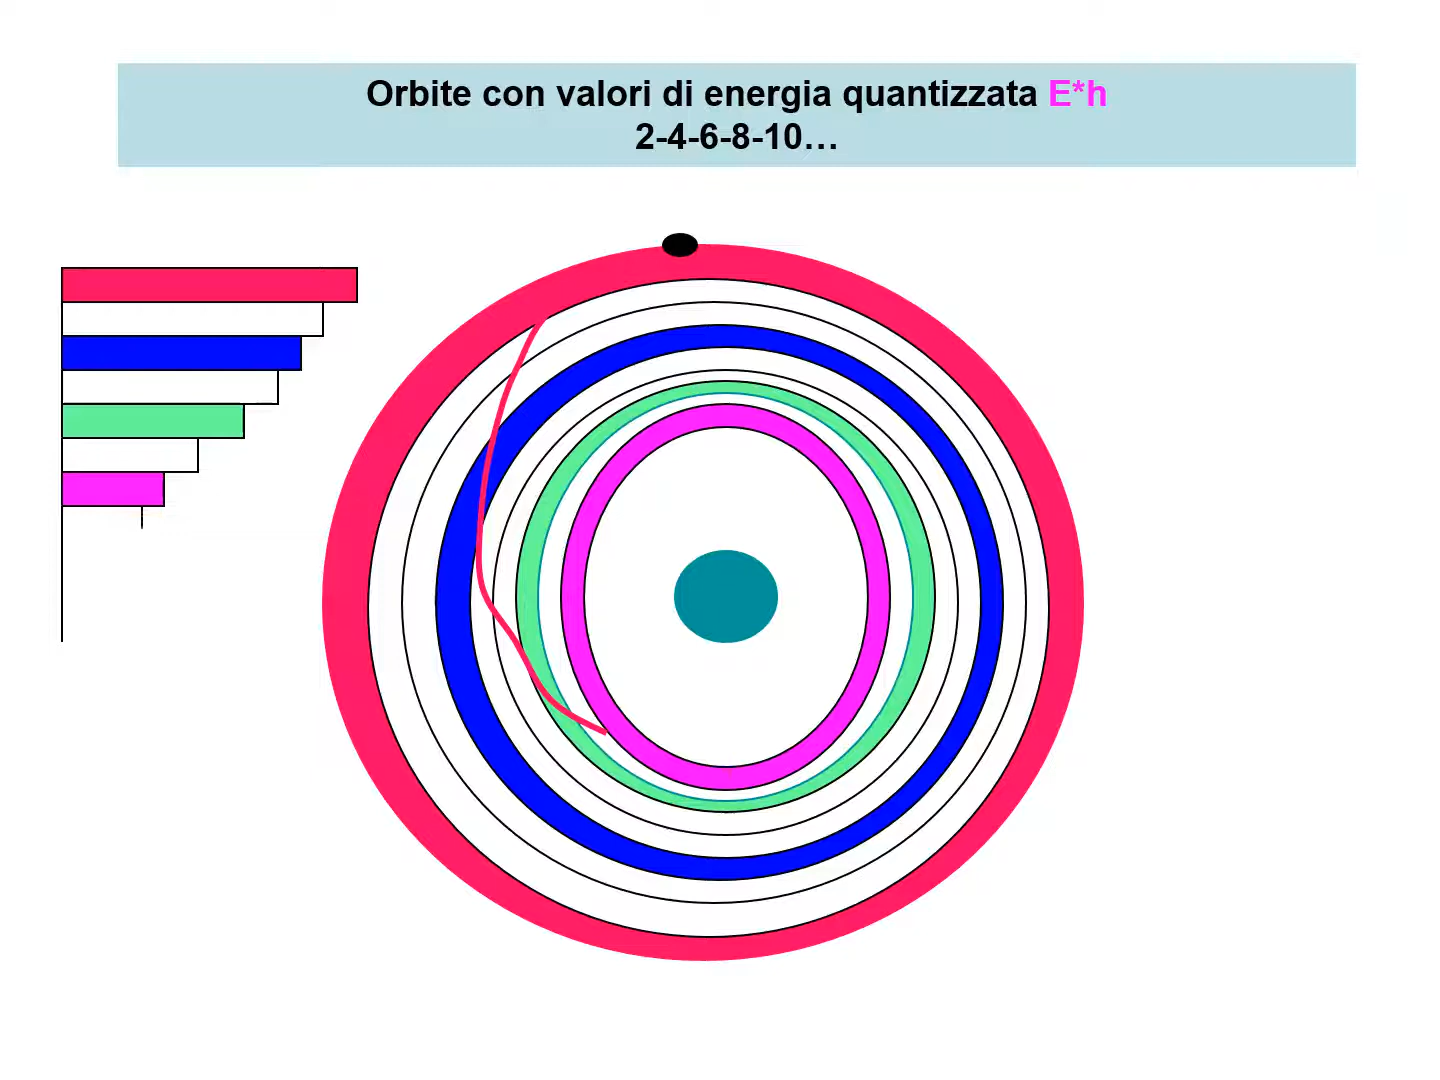 Orbite con valori di energia quantizzata E*h
2-4-6-8-10…